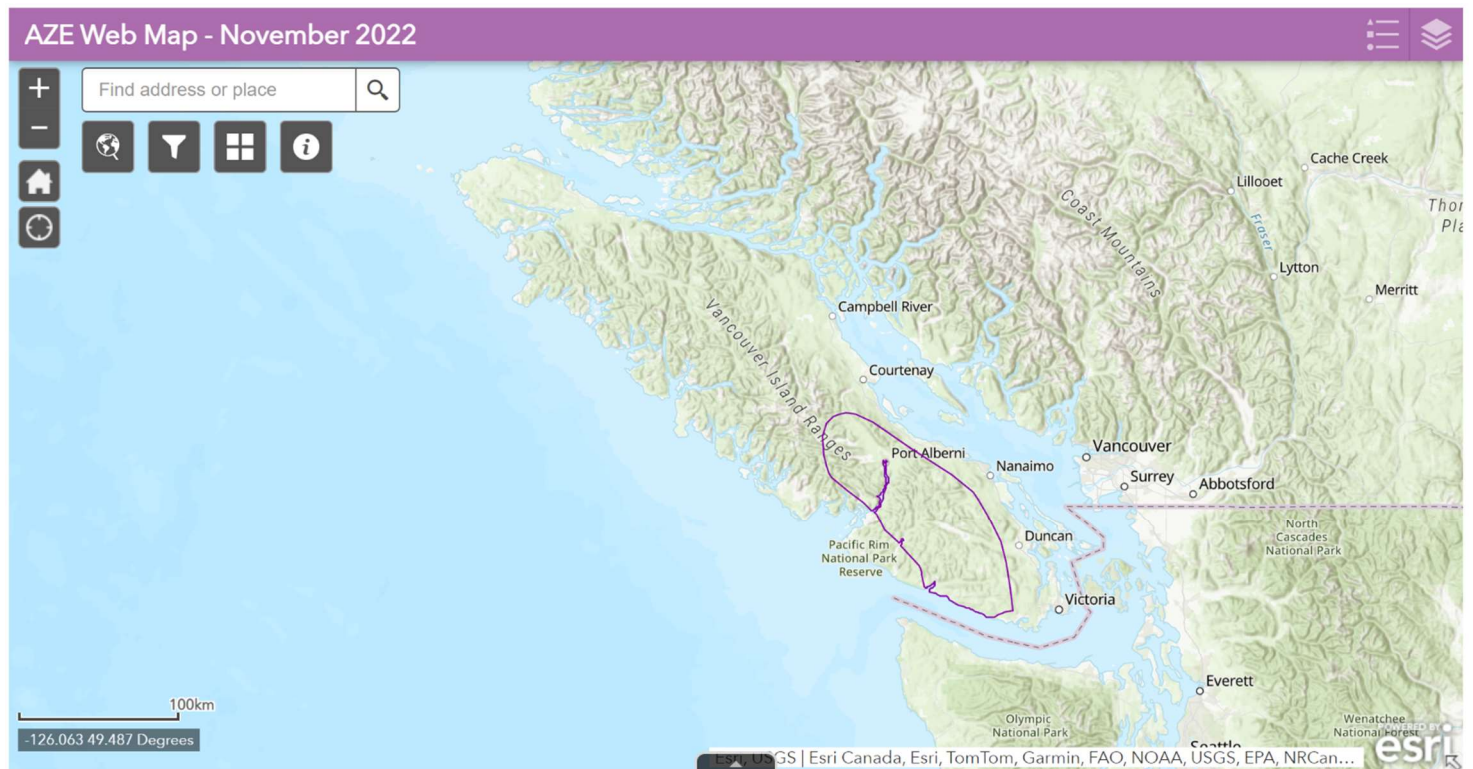 AZE Web Map - November 2022
+
Find address or place
−
i
Cache Creek
Lillooet
Thor
Pla
Coast Mountains
Fraser
Lytton
Merritt
Campbell River
Vancouver Island Ranges
Courtenay
Vancouver
Port Alberni
Nanaimo
Surrey
Abbotsford
North
Cascades
National Park
Duncan
Pacific Rim
National Park
Reserve
Victoria
Everett
100km
Olympic
National Park
Wenatchee
National Forest
-126.063 49.487 Degrees
Seattle
POWERED BY
esri
Esri, USGS | Esri Canada, Esri, TomTom, Garmin, FAO, NOAA, USGS, EPA, NRCan...